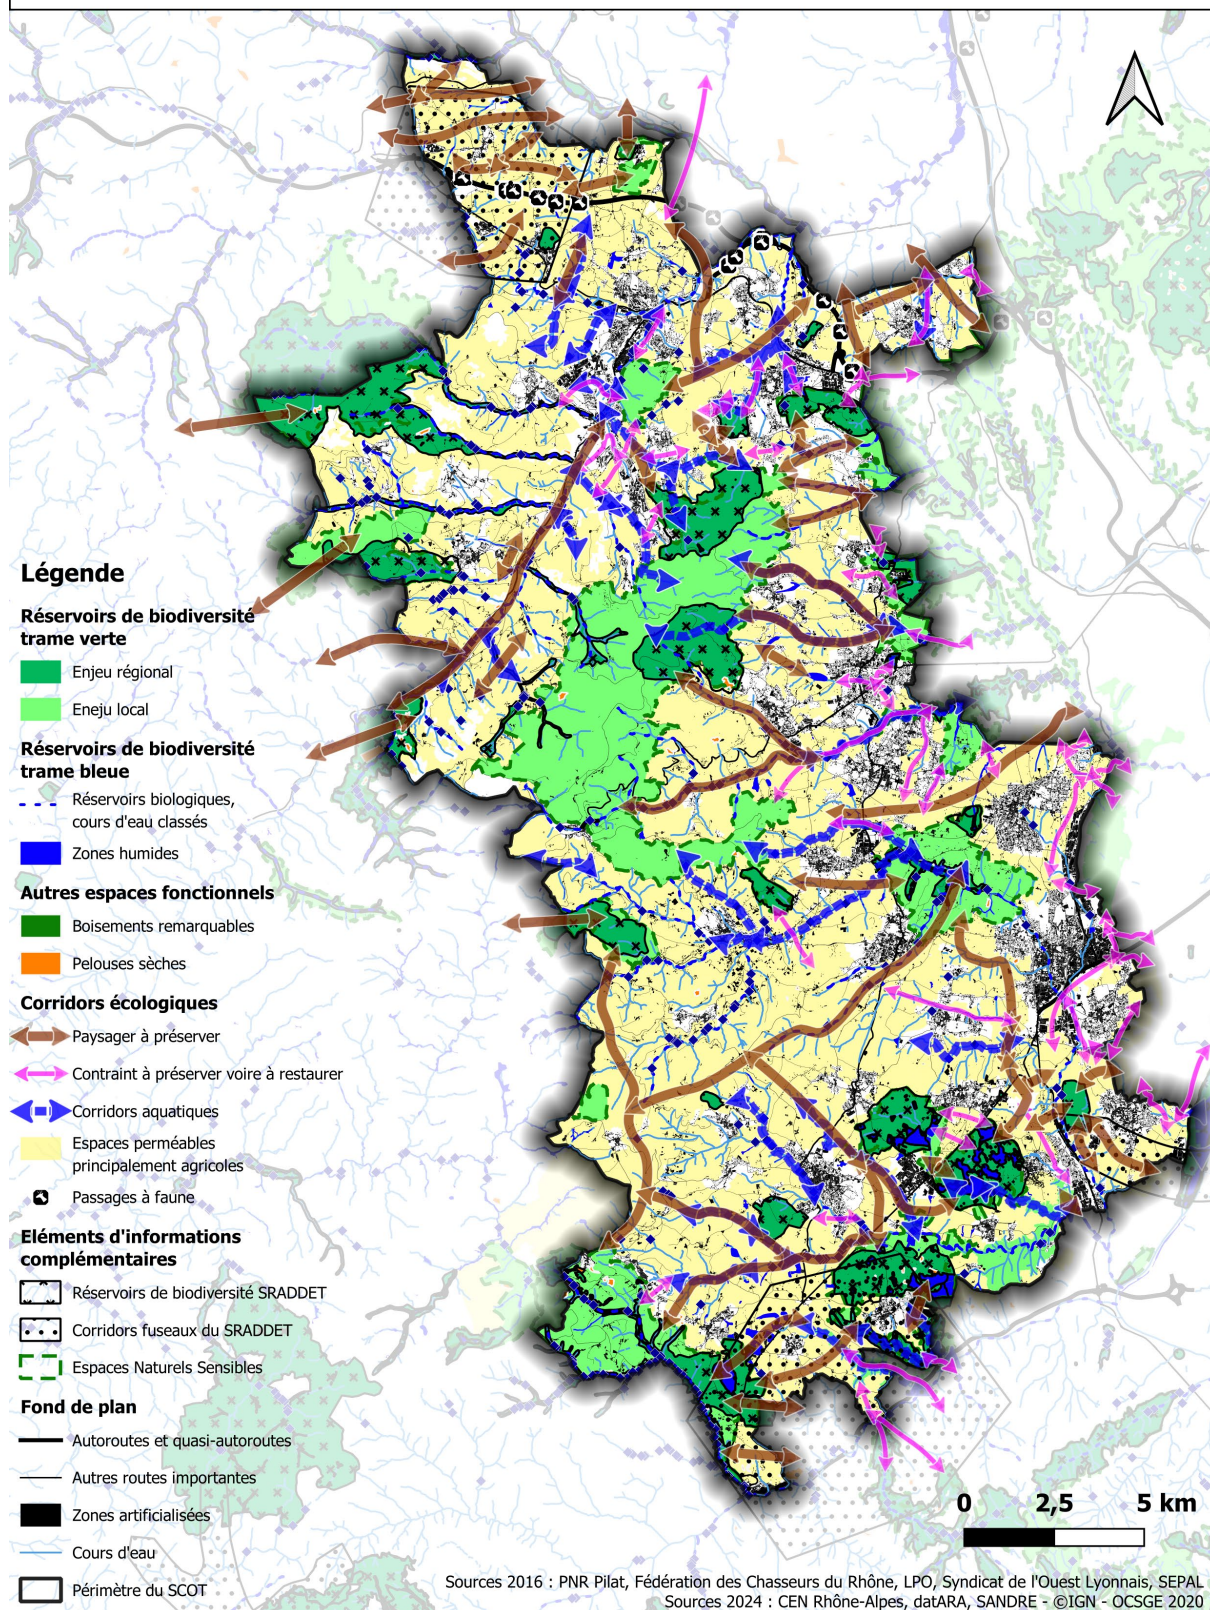 Légende
Réservoirs de biodiversité
trame verte
Enjeu régional
Eneju local
Réservoirs de biodiversité
trame bleue
Réservoirs biologiques,
cours d'eau classés
Zones humides
Autres espaces fonctionnels
Boisements remarquables
Pelouses sèches
Corridors écologiques
Paysager à préserver
Contraint à préserver voire à restaurer
Corridors aquatiques
Espaces perméables
principalement agricoles
Passages à faune
Eléments d'informations
complémentaires
Réservoirs de biodiversité SRADDET
Corridors fuseaux du SRADDET
Espaces Naturels Sensibles
Fond de plan
Autoroutes et quasi-autoroutes
Autres routes importantes
Zones artificialisées
Cours d'eau
Périmètre du SCOT
0 2,5 5 km
Sources 2016 : PNR Pilat, Fédération des Chasseurs du Rhône, LPO, Syndicat de l'Ouest Lyonnais, SEPAL
Sources 2024 : CEN Rhône-Alpes, datARA, SANDRE - ©IGN - OCSGE 2020